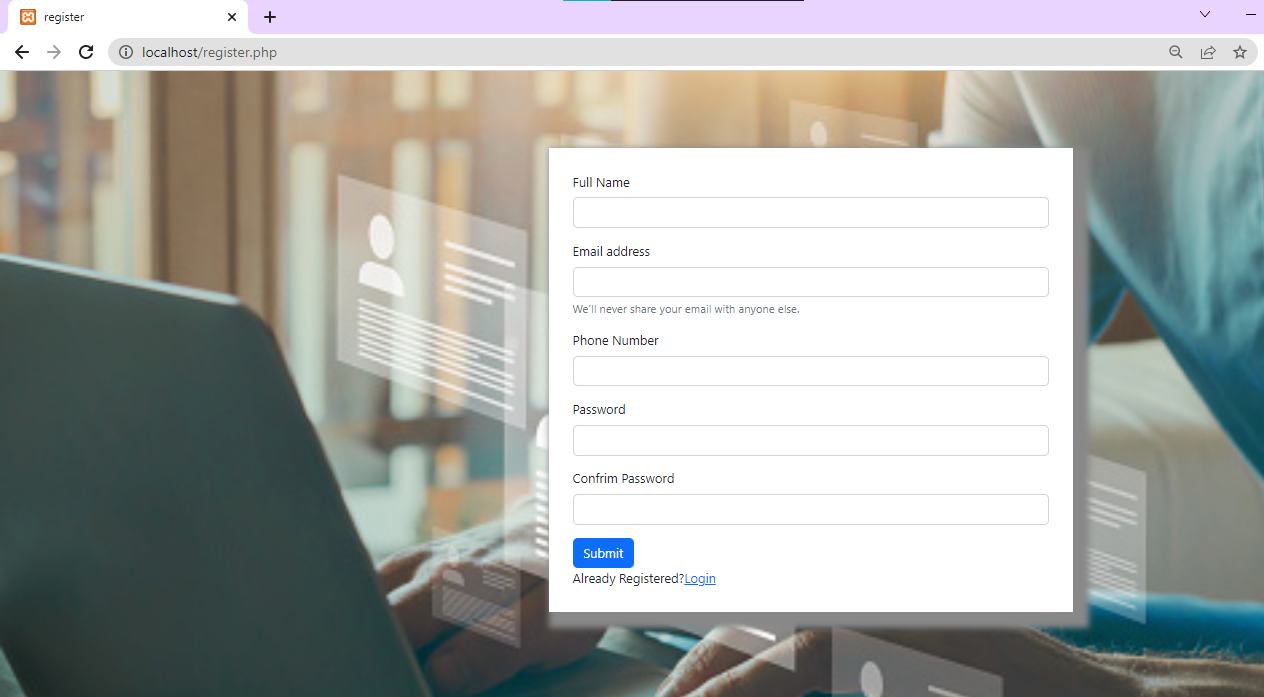 register
localhost/register.php
Full Name
Email address
We'll never share your email with anyone else.
Phone Number
Password
Confrim Password
Submit
Already Registered?Login